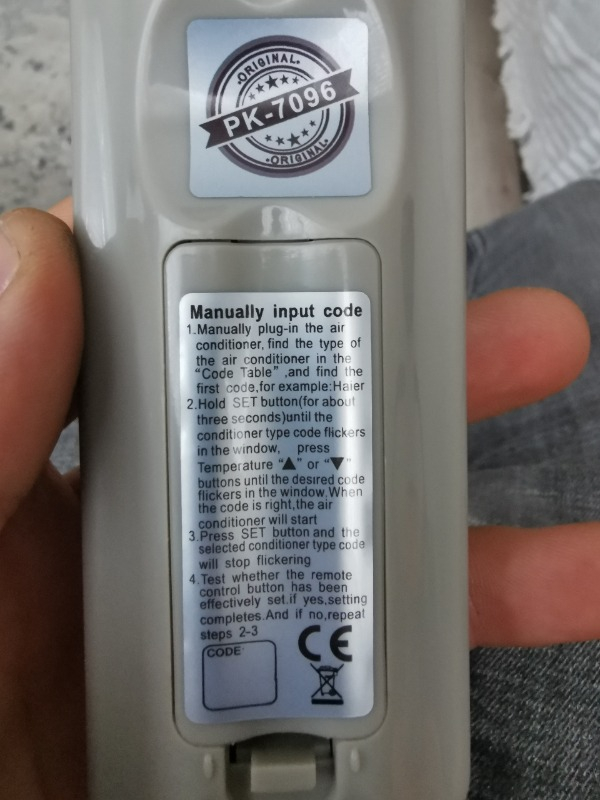 ·ORIGINAL·
PK-7096
·ORIGINAL·
Manually input code
1.Manually plug-in the air
conditioner, find the type of
the air conditioner in the
“Code Table” ,and find the
first code,for example:Haier
2.Hold SET button(for about
three seconds)until the
conditioner type code flickers
in the window, press
Temperature “▲” or “▼”
buttons until the desired code
flickers in the window.When
the code is right,the air
conditioner will start
3.Press SET button and the
selected conditioner type code
will stop flickering
4.Test whether the remote
control button has been
effectively set.if yes,setting
completes.And if no,repeat
steps 2-3
CODE:
CE